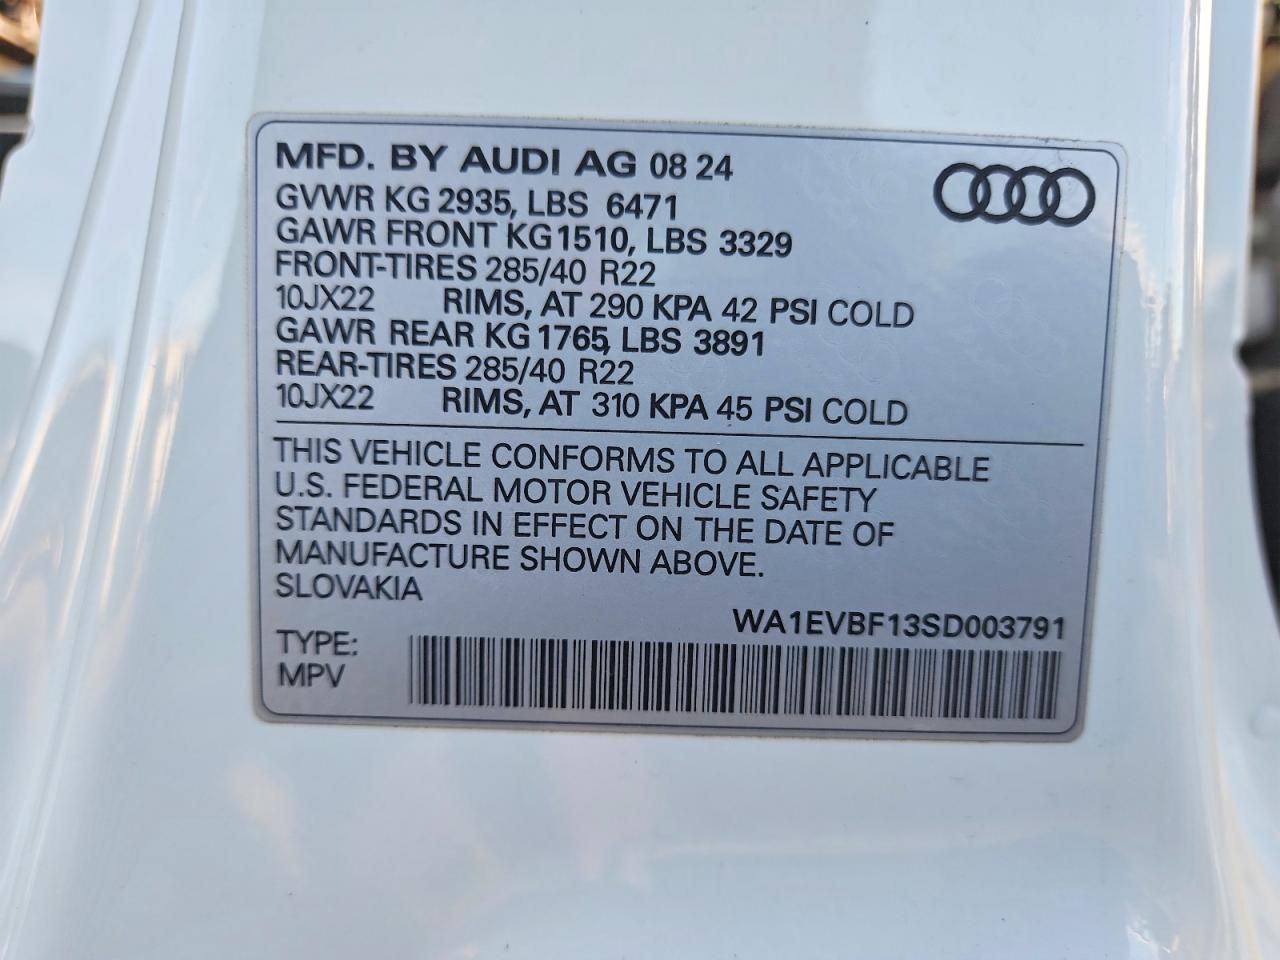 MFD. BY AUDI AG 08 24
GVWR KG 2935, LBS 6471
GAWR FRONT KG 1510, LBS 3329
FRONT-TIRES 285/40 R22
10JX22 RIMS, AT 290 KPA 42 PSI COLD
GAWR REAR KG 1765, LBS 3891
REAR-TIRES 285/40 R22
10JX22 RIMS, AT 310 KPA 45 PSI COLD
THIS VEHICLE CONFORMS TO ALL APPLICABLE
U.S. FEDERAL MOTOR VEHICLE SAFETY
STANDARDS IN EFFECT ON THE DATE OF
MANUFACTURE SHOWN ABOVE.
SLOVAKIA
WA1EVBF13SD003791
TYPE:
MPV